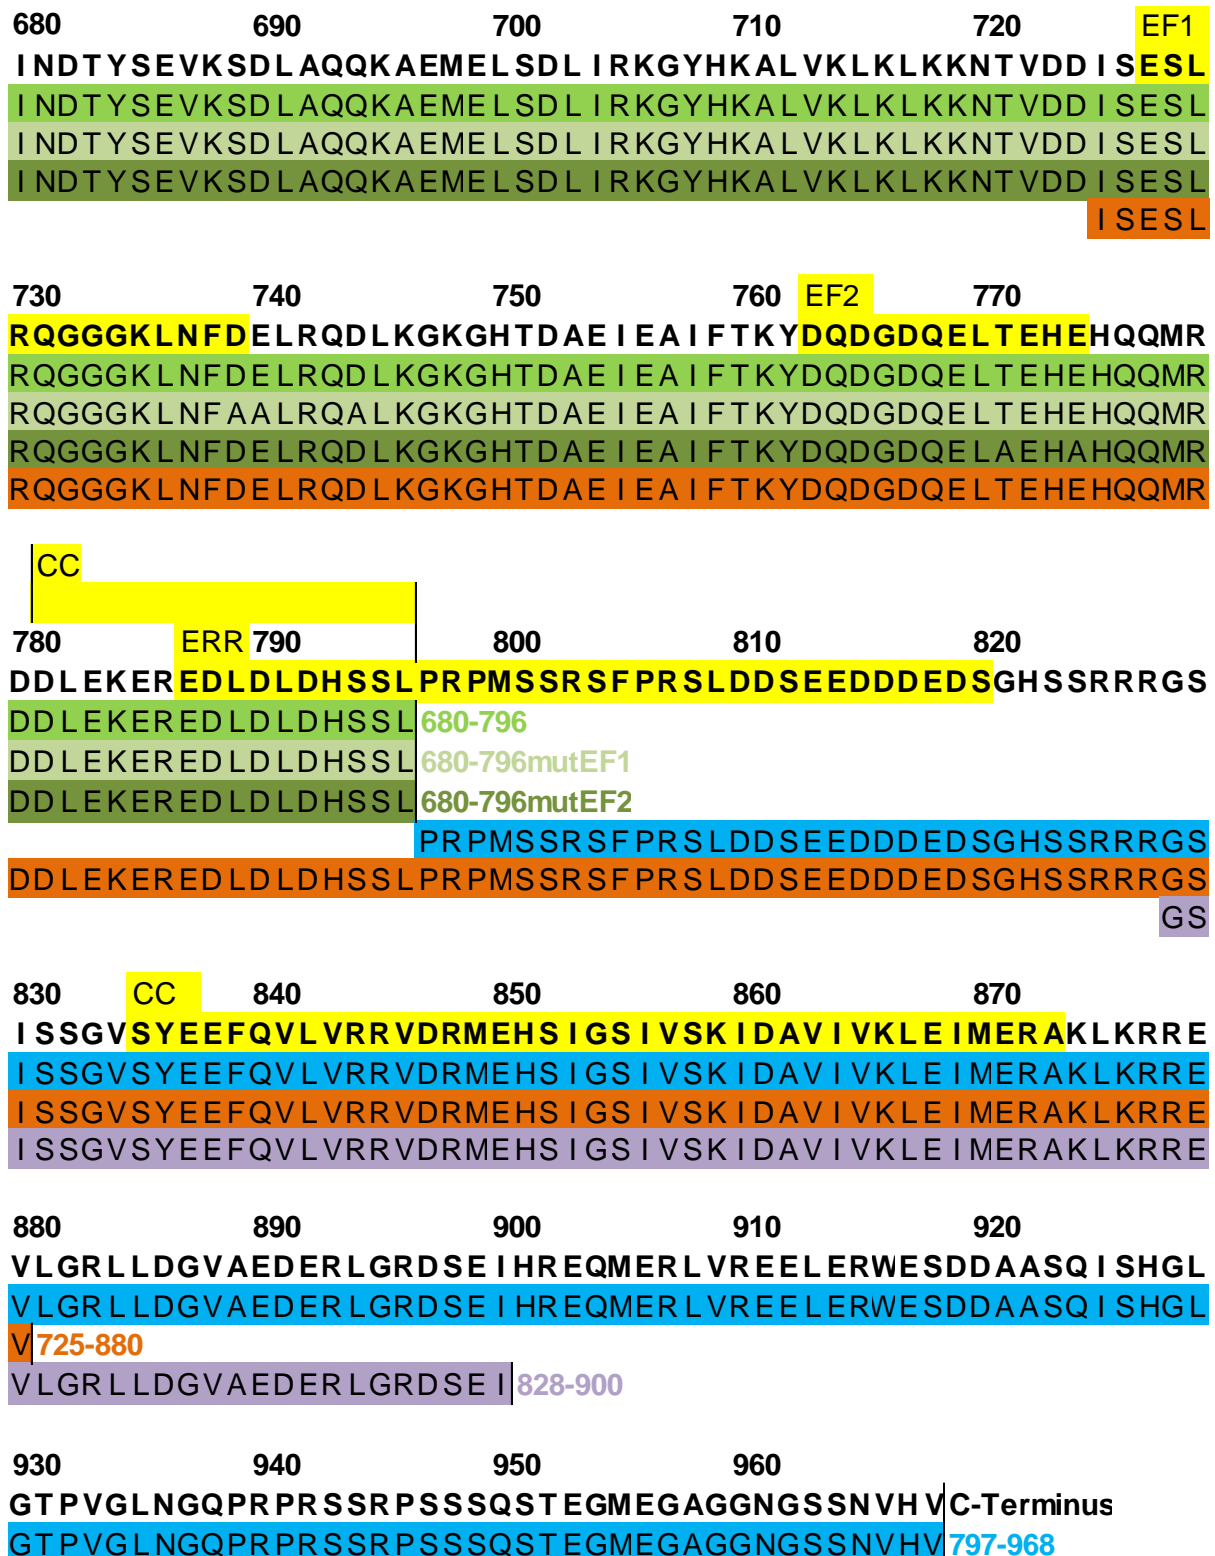 680 690 700 710 720 EF1
INDTYSEVKSDLAQQKAEMELSDLIRKGYHKALVKLKLKKNTVDDISESL
INDTYSEVKSDLAQQKAEMELSDLIRKGYHKALVKLKLKKNTVDDISESL
INDTYSEVKSDLAQQKAEMELSDLIRKGYHKALVKLKLKKNTVDDISESL
INDTYSEVKSDLAQQKAEMELSDLIRKGYHKALVKLKLKKNTVDDISESL
ISESL
730 740 750 760 EF2 770
RQGGGKLNFDELRQDLKGKGHTDAEIEAIFTKYDQDGDQELTEHEHQQMR
RQGGGKLNFDELRQDLKGKGHTDAEIEAIFTKYDQDGDQELTEHEHQQMR
RQGGGKLNFAALRQALKGKGHTDAEIEAIFTKYDQDGDQELTEHEHQQMR
RQGGGKLNFDELRQDLKGKGHTDAEIEAIFTKYDQDGDQELAEHAHQQMR
RQGGGKLNFDELRQDLKGKGHTDAEIEAIFTKYDQDGDQELTEHEHQQMR
CC
780 ERR 790 800 810 820
DDLEKEREDLDLDHSSLPRPMSSRSFPRSLDDSEEDDDEDSGHSSRRRGS
DDLEKEREDLDLDHSSL 680-796
DDLEKEREDLDLDHSSL 680-796mutEF1
DDLEKEREDLDLDHSSL 680-796mutEF2
PRPMSSRSFPRSLDDSEEDDDEDSGHSSRRRGS
DDLEKEREDLDLDHSSLPRPMSSRSFPRSLDDSEEDDDEDSGHSSRRRGS
GS
830 CC 840 850 860 870
ISSGVSYEEFQVLVRRVDRMEHSIGSIVSKIDAVIVKLEIMERAKLKRRE
ISSGVSYEEFQVLVRRVDRMEHSIGSIVSKIDAVIVKLEIMERAKLKRRE
ISSGVSYEEFQVLVRRVDRMEHSIGSIVSKIDAVIVKLEIMERAKLKRRE
ISSGVSYEEFQVLVRRVDRMEHSIGSIVSKIDAVIVKLEIMERAKLKRRE
880 890 900 910 920
VLGRLLDGVAEDERLGRDSEIHREQMERLVREELERWESDDAASQISHGL
VLGRLLDGVAEDERLGRDSEIHREQMERLVREELERWESDDAASQISHGL
V 725-880
VLGRLLDGVAEDERLGRDSEI 828-900
930 940 950 960
GTPVGLNGQPRPRSSRPSSSQSTEGMEGAGGNGSSNVHV C-Terminus
GTPVGLNGQPRPRSSRPSSSQSTEGMEGAGGNGSSNVHV 797-968